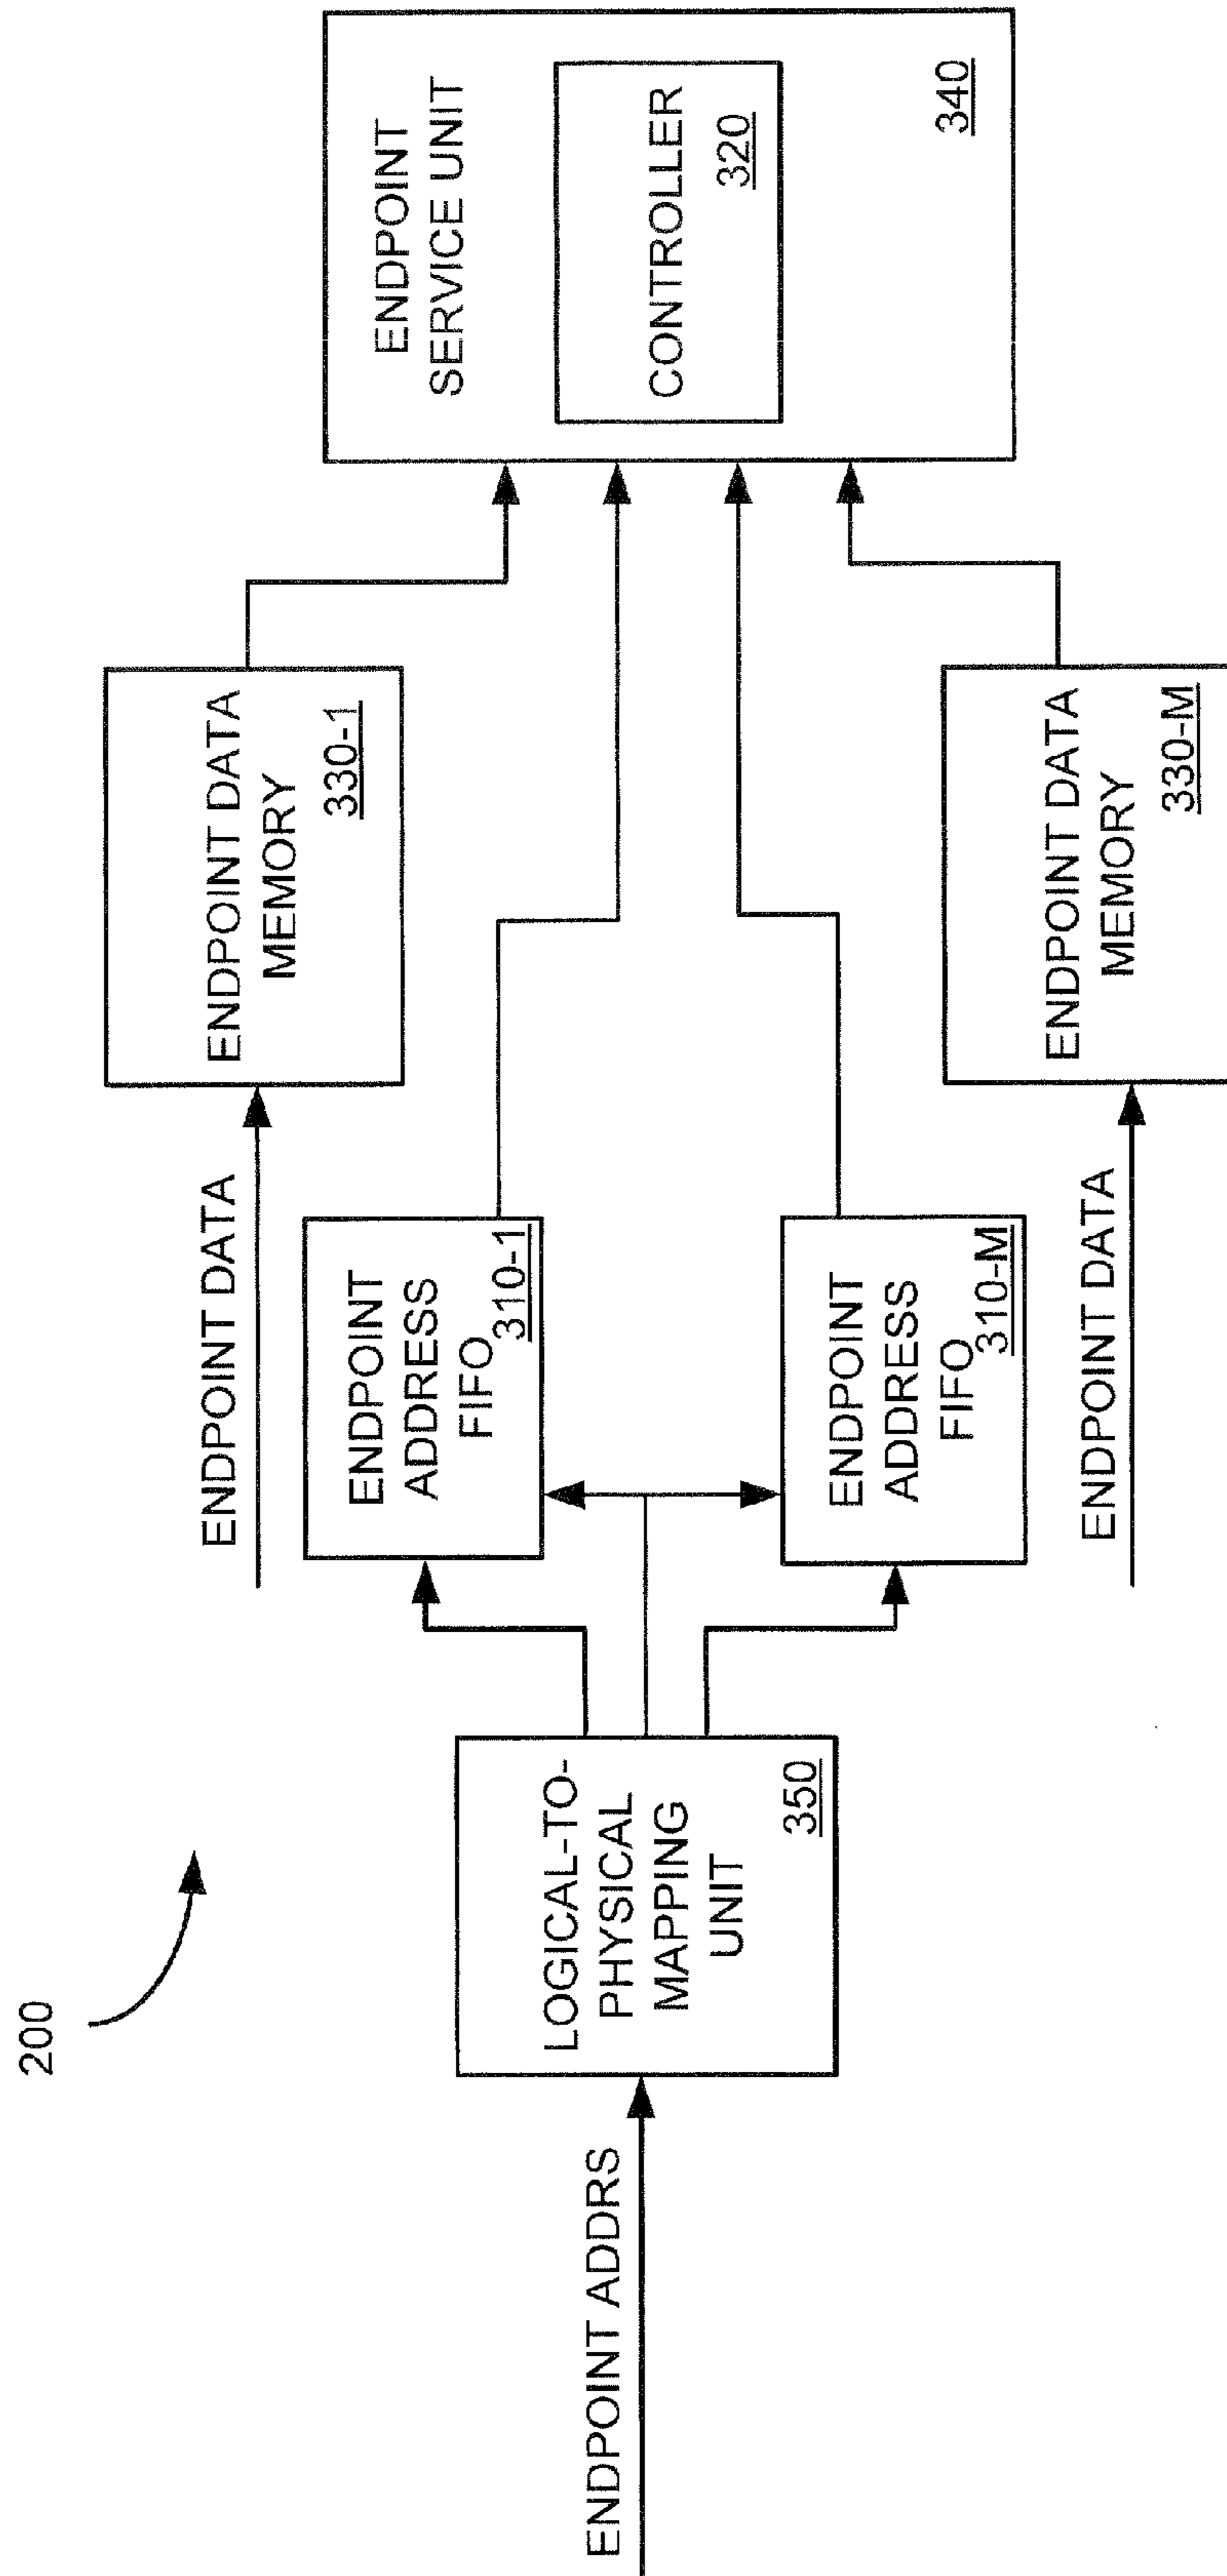 200
ENDPOINT ADDRS
LOGICAL-TO-
PHYSICAL
MAPPING
UNIT
350
ENDPOINT DATA
ENDPOINT
ADDRESS
FIFO
310-1
ENDPOINT
ADDRESS
FIFO
310-M
ENDPOINT DATA
ENDPOINT DATA
MEMORY
330-1
ENDPOINT DATA
MEMORY
330-M
ENDPOINT
SERVICE UNIT
CONTROLLER
320
340